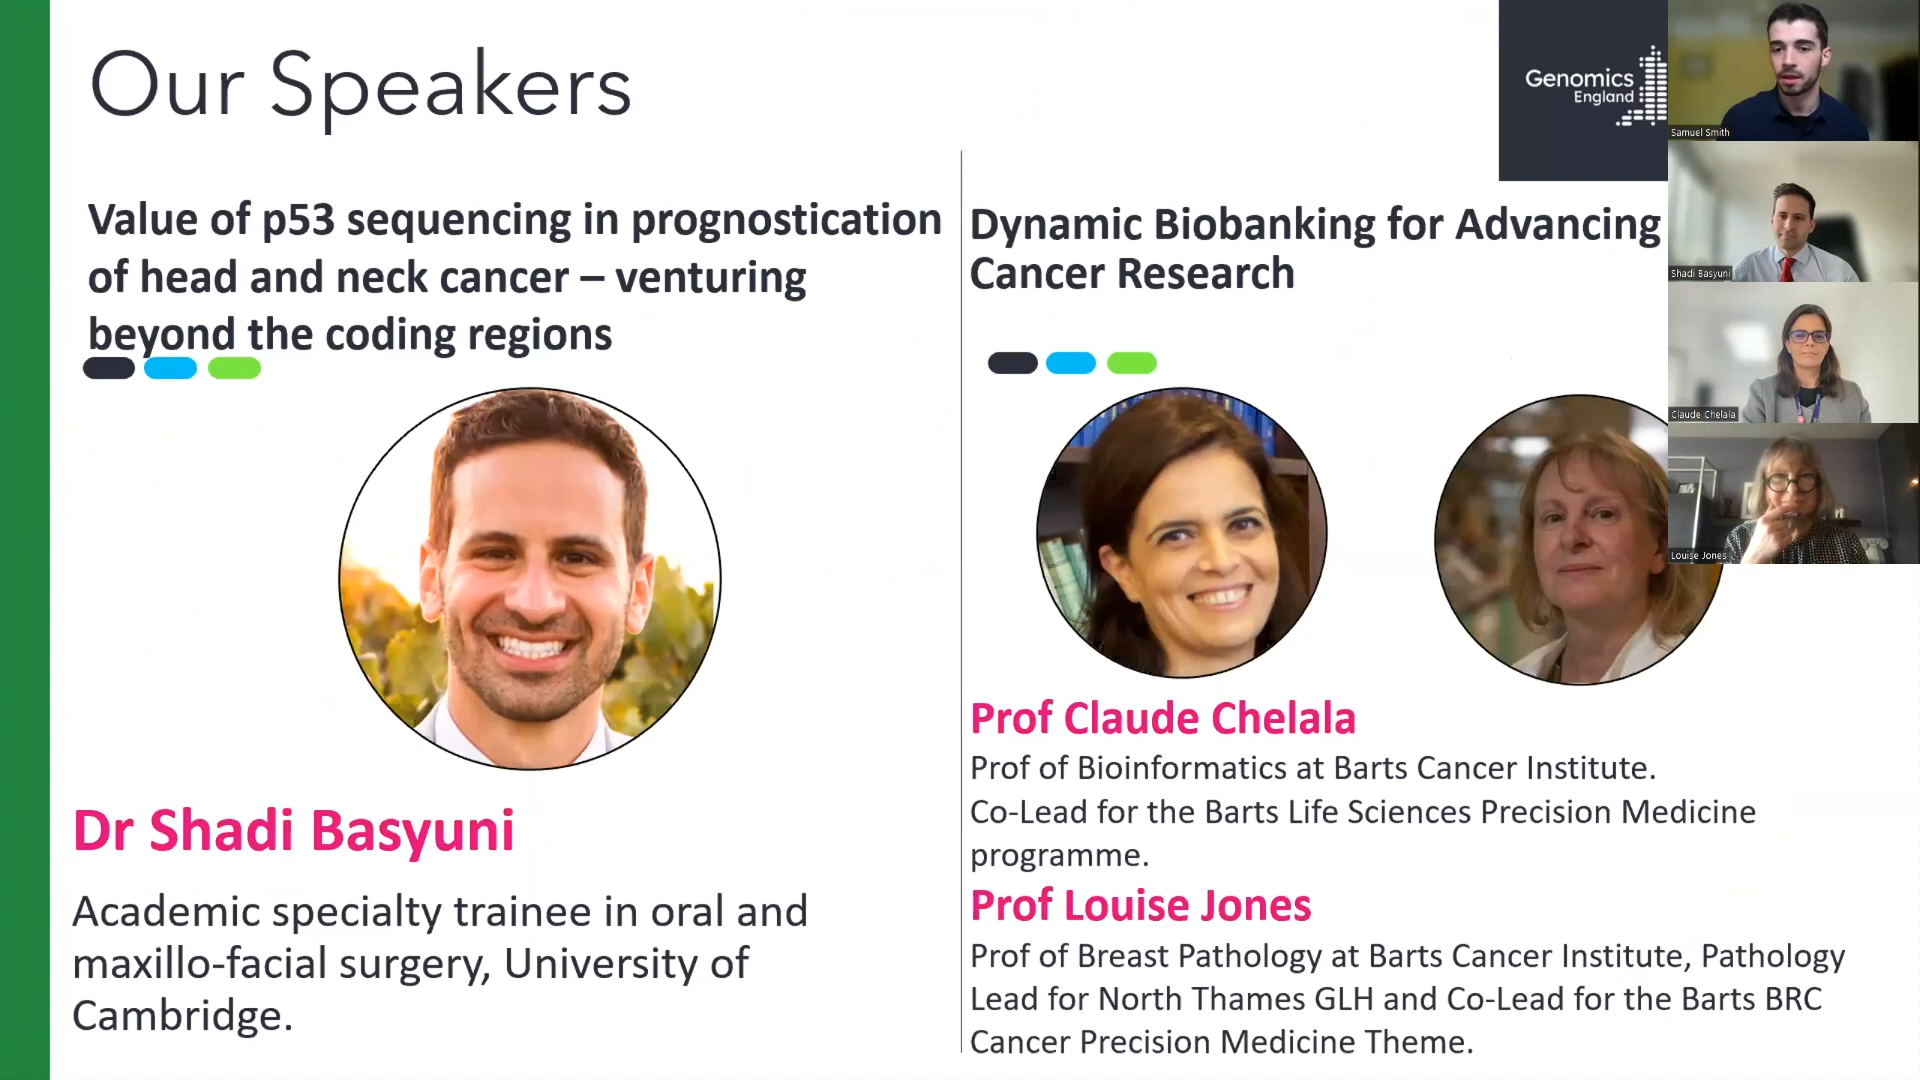 Our Speakers
Genomics
England
Value of p53 sequencing in prognostication
of head and neck cancer – venturing
beyond the coding regions
Dr Shadi Basyuni
Academic specialty trainee in oral and
maxillo-facial surgery, University of
Cambridge.
Dynamic Biobanking for Advancing
Cancer Research
Prof Claude Chelala
Prof of Bioinformatics at Barts Cancer Institute.
Co-Lead for the Barts Life Sciences Precision Medicine
programme.
Prof Louise Jones
Prof of Breast Pathology at Barts Cancer Institute, Pathology
Lead for North Thames GLH and Co-Lead for the Barts BRC
Cancer Precision Medicine Theme.
Samuel Smith
Shadi Basyuni
Claude Chelala
Louise Jones